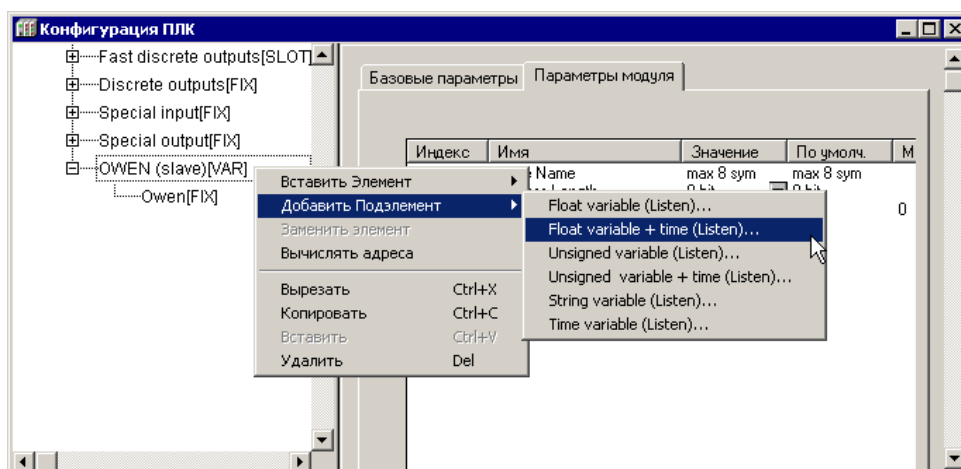 Конфигурация ПЛК
Fast discrete outputs[SLOT]
Discrete outputs[FIX]
Special input[FIX]
Special output[FIX]
OWEN (slave)[VAR]
Owen[FIX]
Базовые параметры
Параметры модуля
Индекс Имя Значение По умолч. М
Name max 8 sym max 8 sym
0
Вставить Элемент
Добавить Подэлемент
Заменить элемент
Вычислять адреса
Вырезать Ctrl+X
Копировать Ctrl+C
Вставить Ctrl+V
Удалить Del
Float variable (Listen)...
Float variable + time (Listen)...
Unsigned variable (Listen)...
Unsigned variable + time (Listen)...
String variable (Listen)...
Time variable (Listen)...